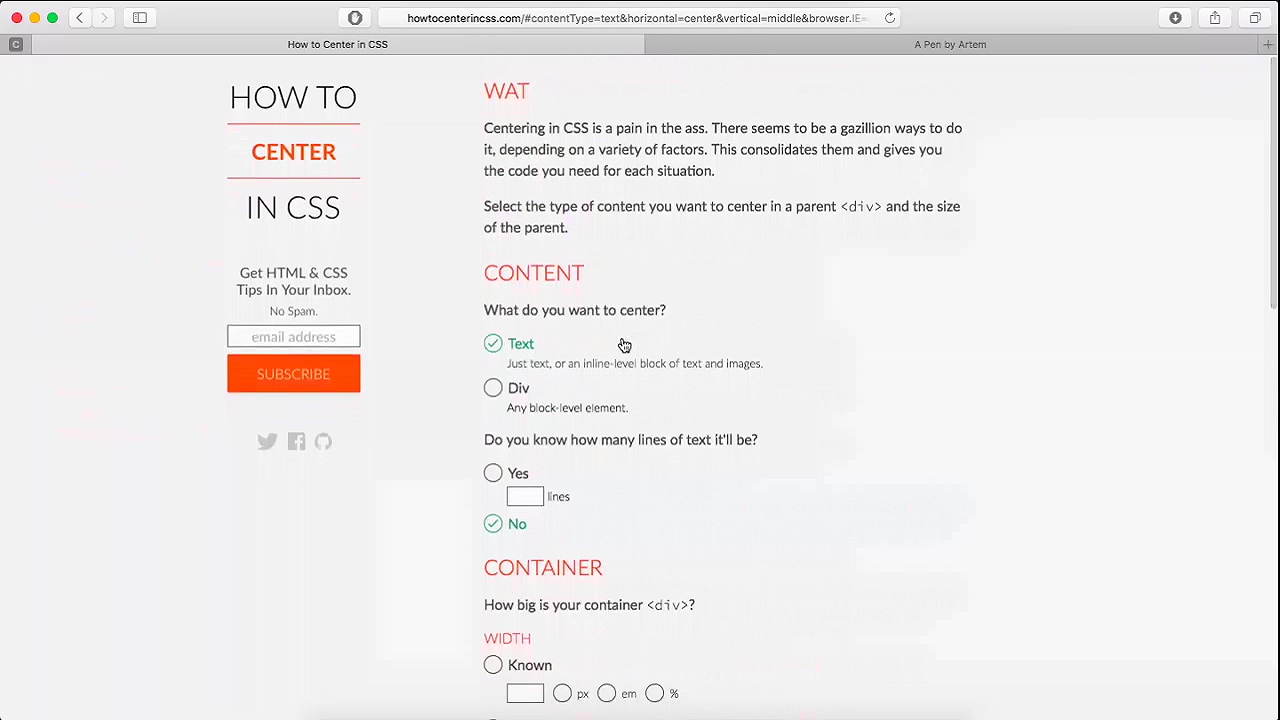 howtocenterincss.com/#contentType=text&horizontal=center&vertical=middle&browser.IE=
C
How to Center in CSS
A Pen by Artem
HOW TO
CENTER
IN CSS
Get HTML & CSS
Tips In Your Inbox.
No Spam.
email address
SUBSCRIBE
WAT
Centering in CSS is a pain in the ass. There seems to be a gazillion ways to do
it, depending on a variety of factors. This consolidates them and gives you
the code you need for each situation.
Select the type of content you want to center in a parent <div> and the size
of the parent.
CONTENT
What do you want to center?
Text
Just text, or an inline-level block of text and images.
Div
Any block-level element.
Do you know how many lines of text it'll be?
Yes
lines
No
CONTAINER
How big is your container <div>?
WIDTH
Known
px em %